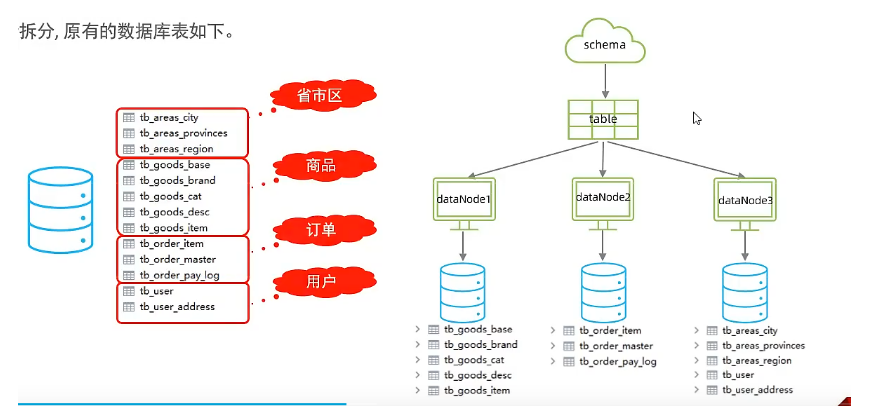 拆分, 原有的数据库表如下。
省市区
tb_areas_city
tb_areas_provinces
tb_areas_region
商品
tb_goods_base
tb_goods_brand
tb_goods_cat
tb_goods_desc
tb_goods_item
订单
tb_order_item
tb_order_master
tb_order_pay_log
用户
tb_user
tb_user_address
schema
table
dataNode1
dataNode2
dataNode3
tb_goods_base
tb_goods_brand
tb_goods_cat
tb_goods_desc
tb_goods_item
tb_order_item
tb_order_master
tb_order_pay_log
tb_areas_city
tb_areas_provinces
tb_areas_region
tb_user
tb_user_address